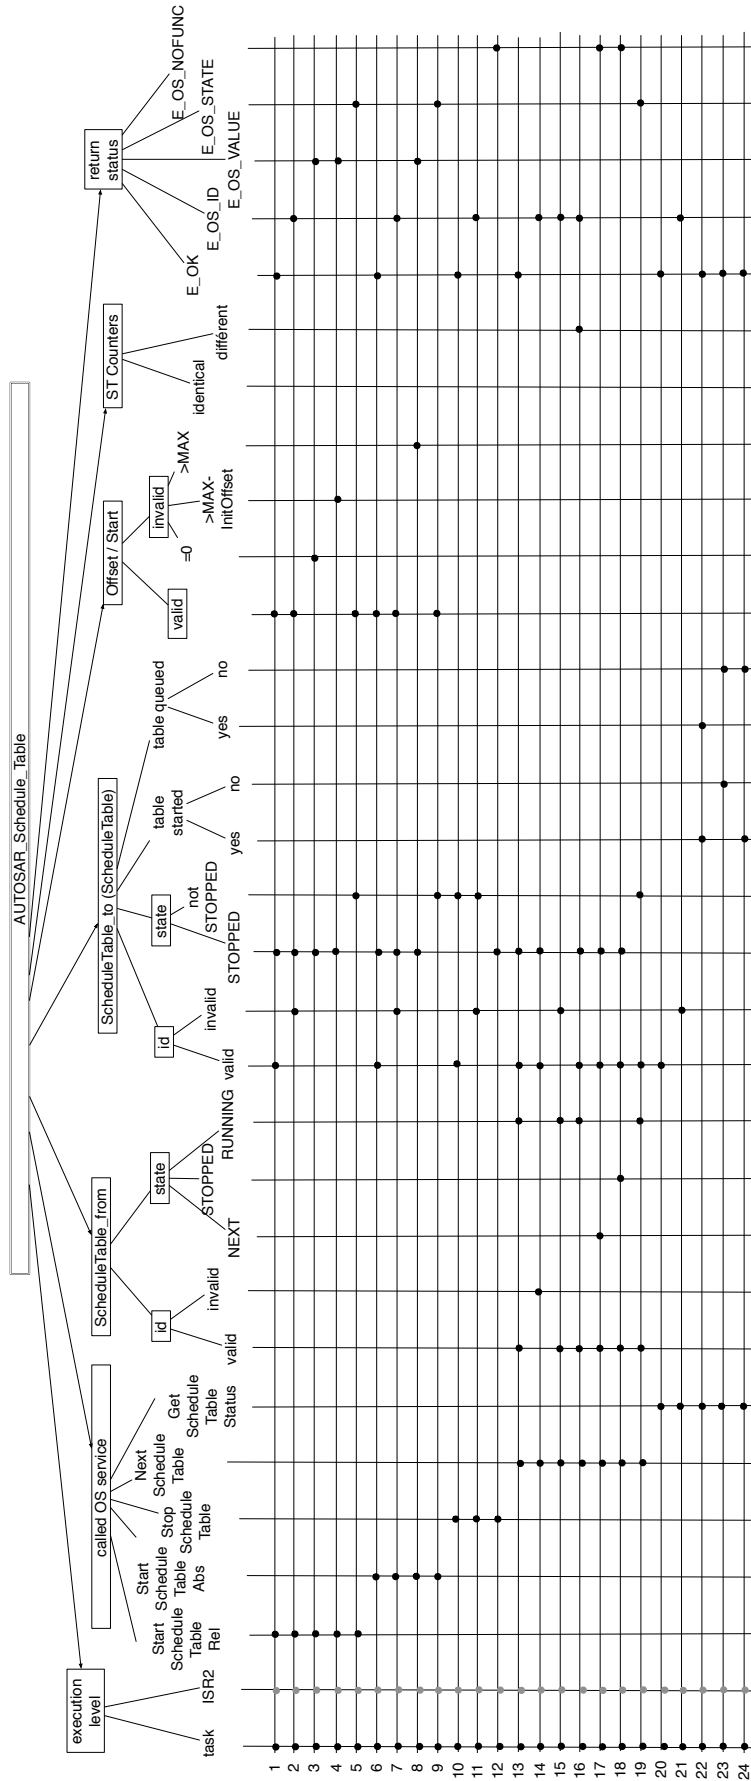 AUTOSAR_Schedule_Table
execution
level
called OS service
ScheduleTable_from
ScheduleTable_to (ScheduleTable)
Offset / Start
ST Counters
return
status
task
ISR2
Start
Schedule
Table
Rel
Start
Schedule
Table
Abs
Stop
Schedule
Table
Next
Schedule
Table
Get
Schedule
Table
Status
id
valid
invalid
state
NEXT
STOPPED
RUNNING
id
valid
invalid
state
STOPPED
not
STOPPED
table
started
yes
no
table queued
yes
no
valid
invalid
=0
>MAX-
InitOffset
>MAX
identical
différent
E_OK
E_OS_ID
E_OS_VALUE
E_OS_STATE
E_OS_NOFUNC
1
2
3
4
5
6
7
8
9
10
11
12
13
14
15
16
17
18
19
20
21
22
23
24